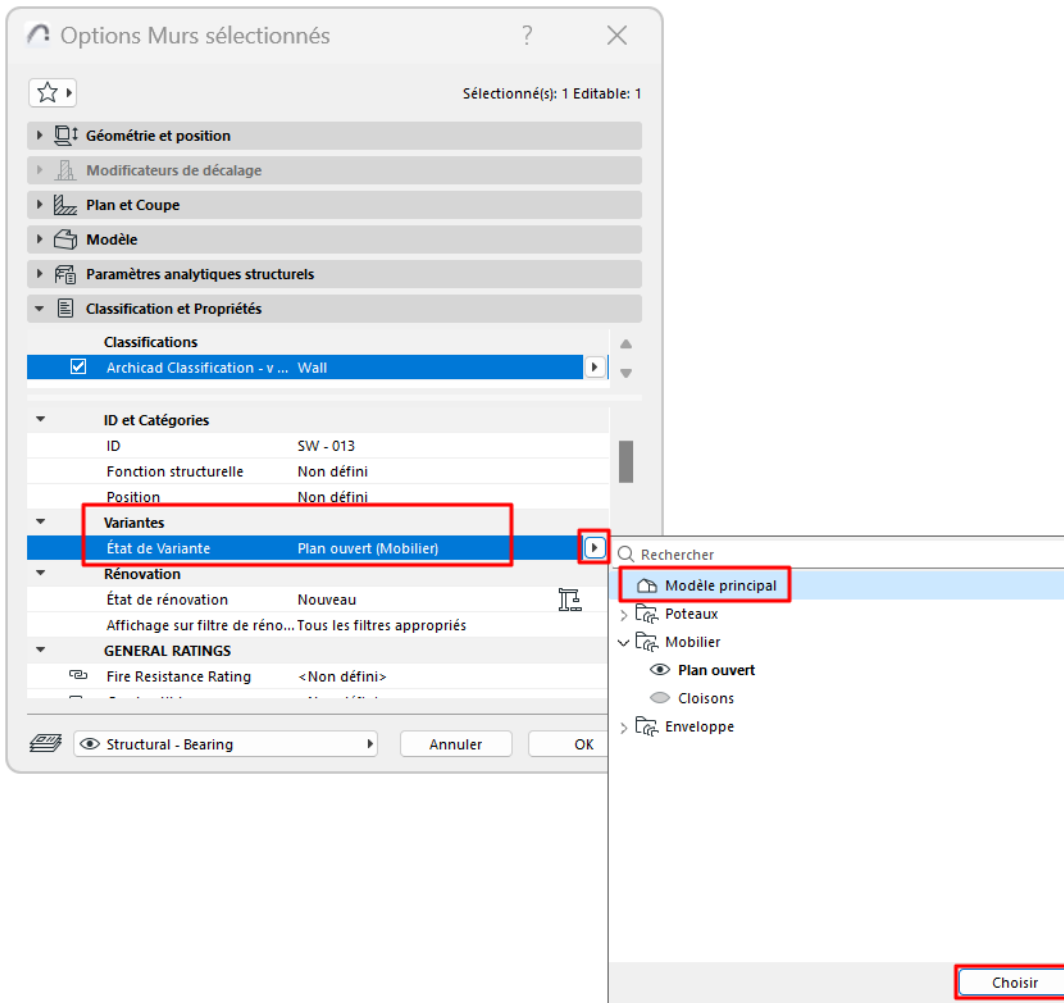 Options Murs sélectionnés ?
Sélectionné(s): 1 Editable: 1
Géométrie et position
Modificateurs de décalage
Plan et Coupe
Modèle
Paramètres analytiques structurels
Classification et Propriétés
Classifications
Archicad Classification - v ... Wall
ID et Catégories
ID SW - 013
Fonction structurelle Non défini
Position Non défini
Variantes
État de Variante Plan ouvert (Mobilier)
Rénovation
État de rénovation Nouveau
Affichage sur filtre de réno... Tous les filtres appropriés
GENERAL RATINGS
Fire Resistance Rating <Non défini>
Structural - Bearing
Annuler
OK
Rechercher
Modèle principal
Poteaux
Mobilier
Plan ouvert
Cloisons
Enveloppe
Choisir